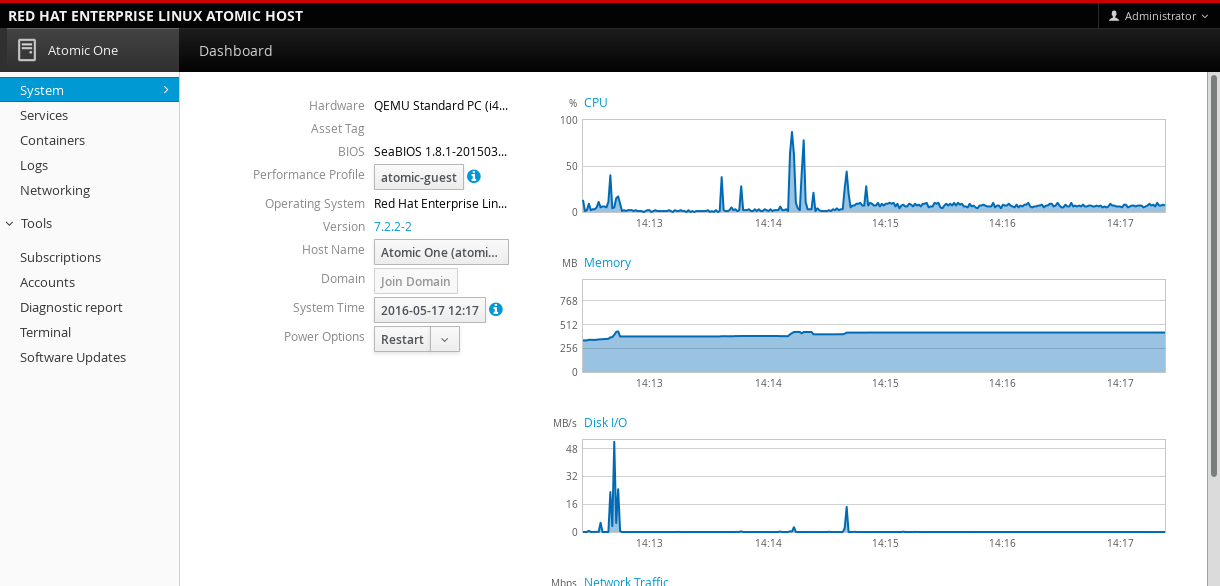 RED HAT ENTERPRISE LINUX ATOMIC HOST
Administrator
Atomic One
Dashboard
System
Services
Containers
Logs
Networking
Tools
Subscriptions
Accounts
Diagnostic report
Terminal
Software Updates
Hardware QEMU Standard PC (i4...
Asset Tag
BIOS SeaBIOS 1.8.1-201503...
Performance Profile atomic-guest
Operating System Red Hat Enterprise Lin...
Version 7.2.2-2
Host Name Atomic One (atomi...
Domain Join Domain
System Time 2016-05-17 12:17
Power Options Restart
% CPU
100
50
0
14:13 14:14 14:15 14:16 14:17
MB Memory
768
512
256
0
14:13 14:14 14:15 14:16 14:17
MB/s Disk I/O
48
32
16
0
14:13 14:14 14:15 14:16 14:17
Mbps Network Traffic